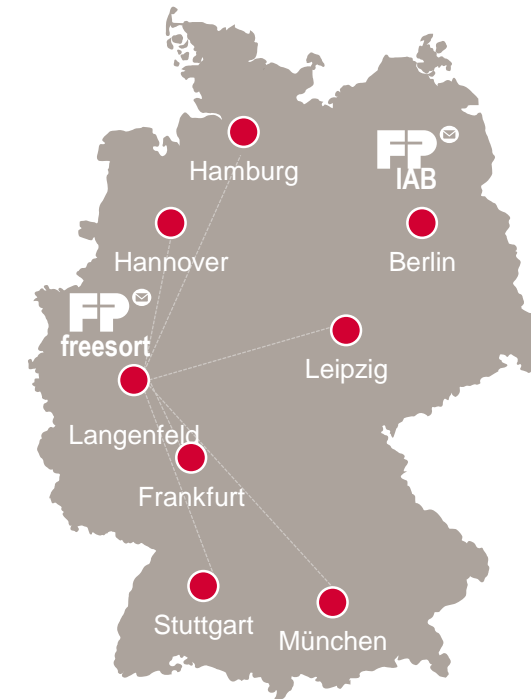 Hamburg
FP
IAB
Hannover
Berlin
FP
freesort
Leipzig
Langenfeld
Frankfurt
Stuttgart
München